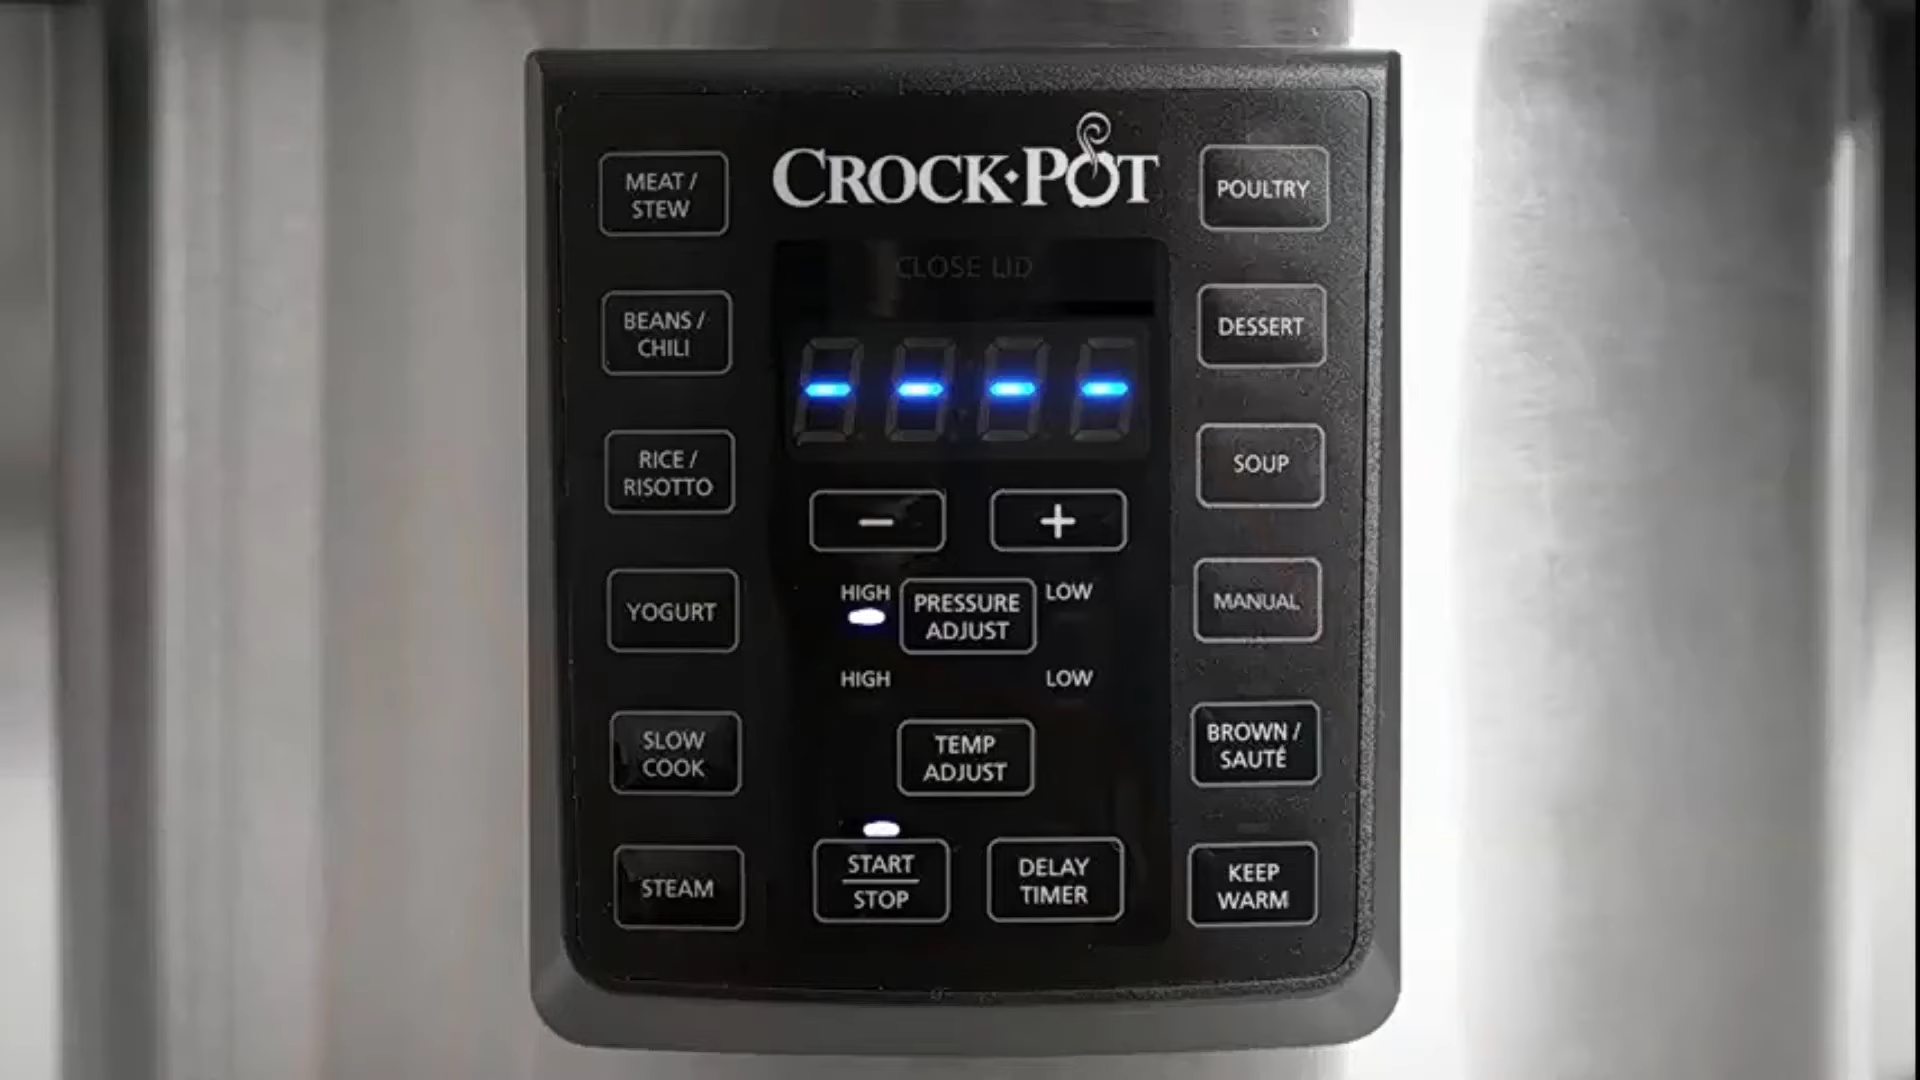 CROCK·POT
CLOSE LID
----
MEAT /
STEW
BEANS /
CHILI
RICE /
RISOTTO
YOGURT
SLOW
COOK
STEAM
− +
HIGH LOW
PRESSURE
ADJUST
HIGH LOW
TEMP
ADJUST
START
STOP
DELAY
TIMER
POULTRY
DESSERT
SOUP
MANUAL
BROWN /
SAUTÉ
KEEP
WARM